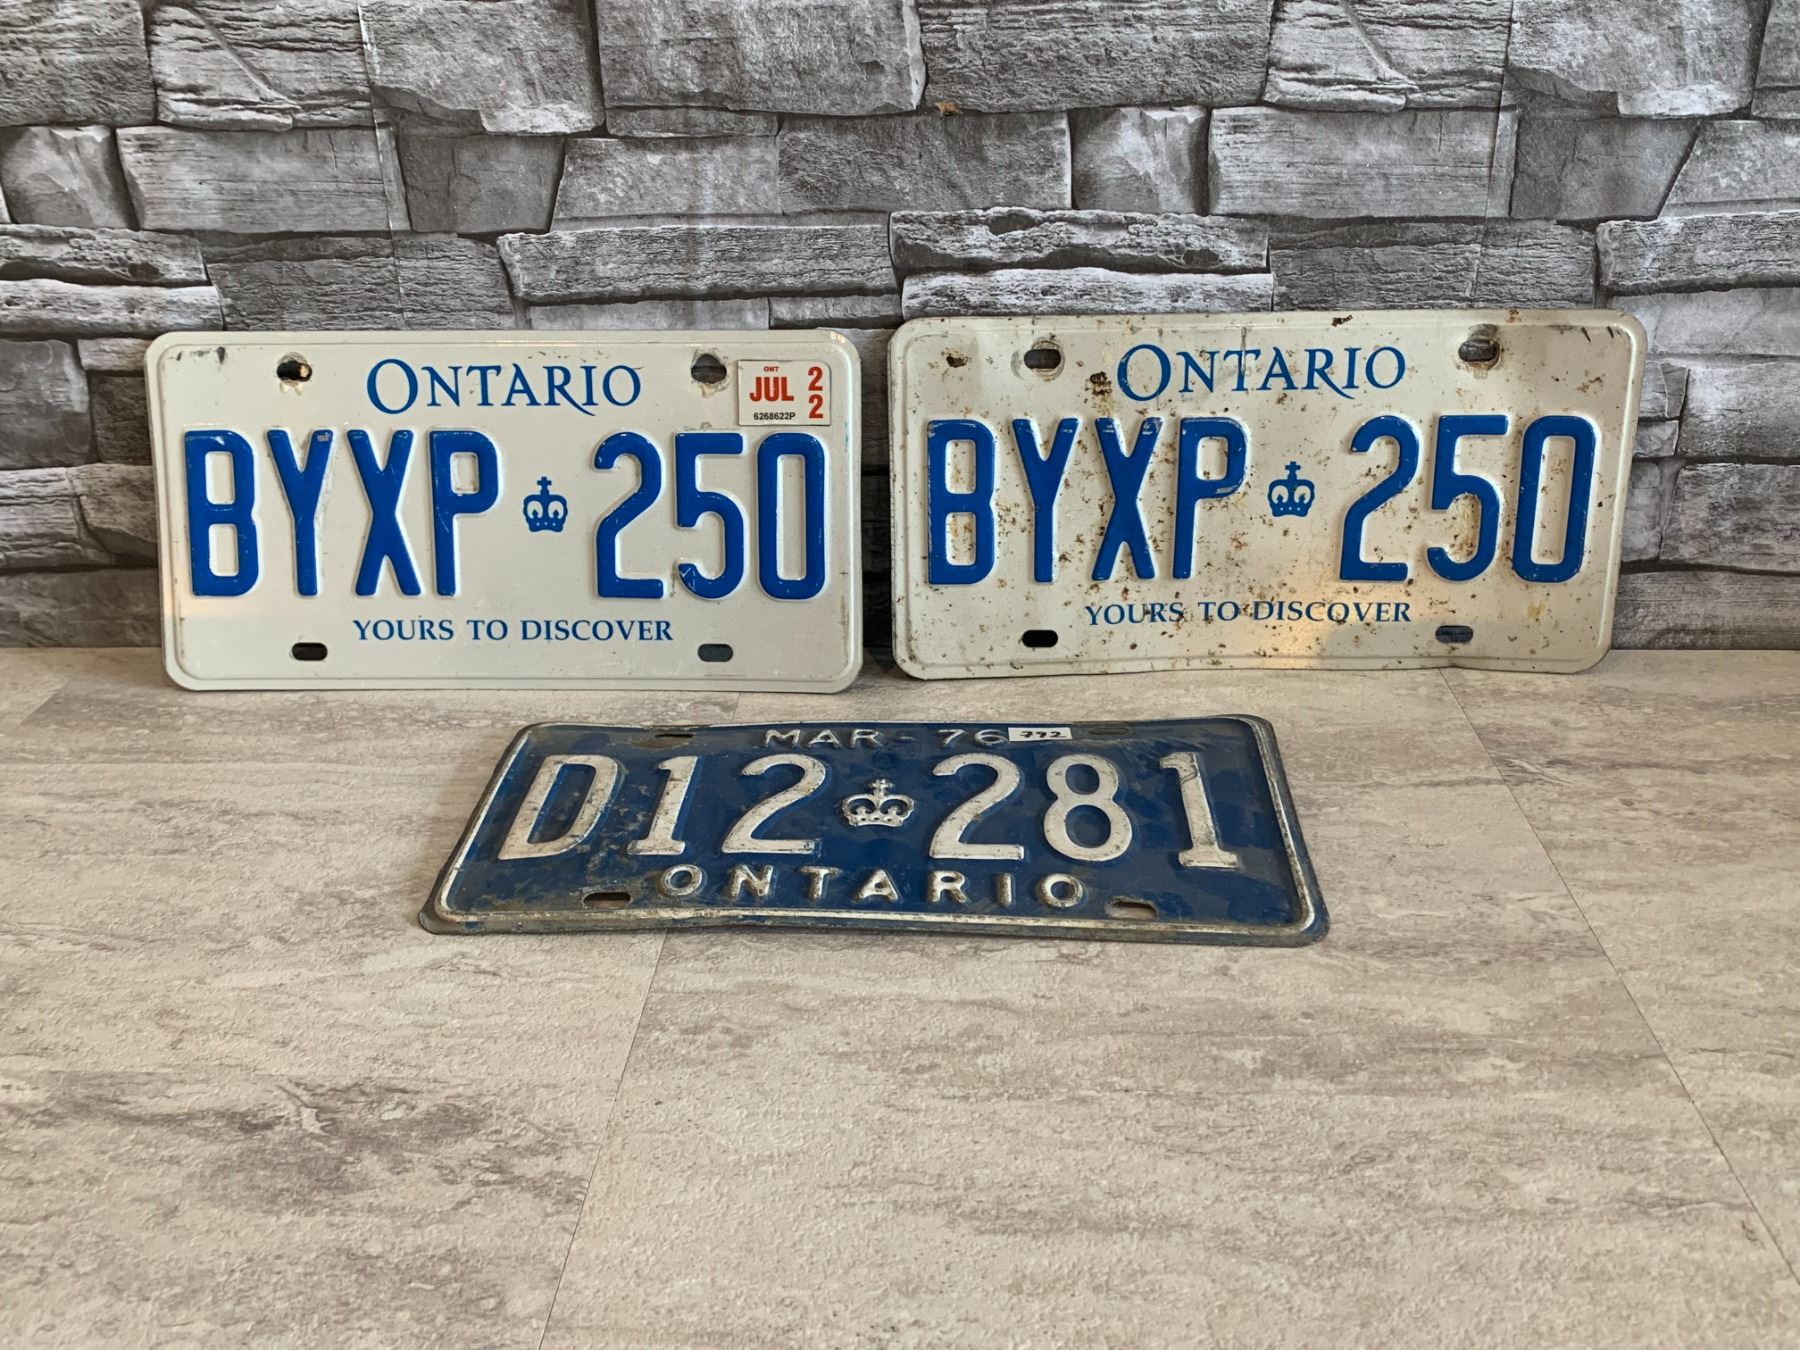 ONTARIO
ONT
JUL 22
6268622P
BYXP 250
YOURS TO DISCOVER
ONTARIO
BYXP 250
YOURS TO DISCOVER
MAR - 76 792
D12 281
ONTARIO